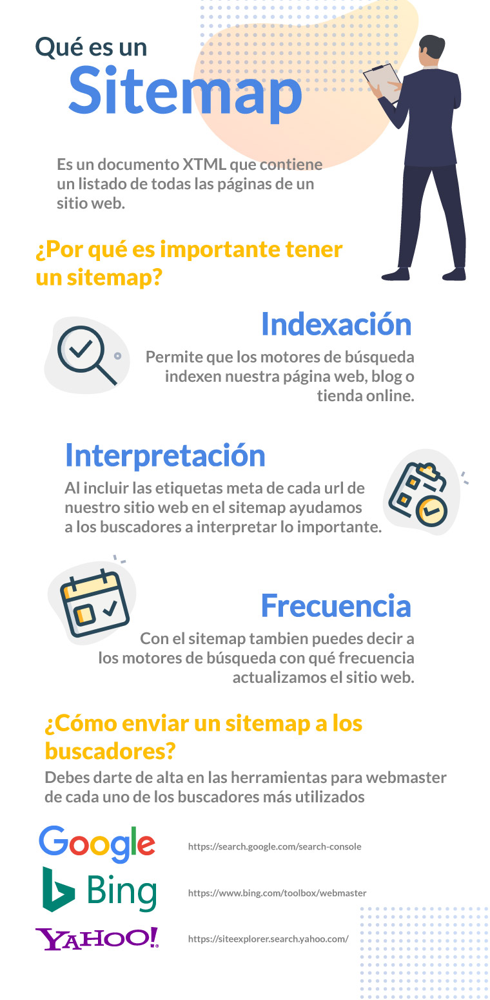 Qué es un
Sitemap
Es un documento XTML que contiene
un listado de todas las páginas de un
sitio web.
¿Por qué es importante tener
un sitemap?
Indexación
Permite que los motores de búsqueda
indexen nuestra página web, blog o
tienda online.
Interpretación
Al incluir las etiquetas meta de cada url de
nuestro sitio web en el sitemap ayudamos
a los buscadores a interpretar lo importante.
Frecuencia
Con el sitemap tambien puedes decir a
los motores de búsqueda con qué frecuencia
actualizamos el sitio web.
¿Cómo enviar un sitemap a los
buscadores?
Debes darte de alta en las herramientas para webmaster
de cada uno de los buscadores más utilizados
Google https://search.google.com/search-console
Bing https://www.bing.com/toolbox/webmaster
YAHOO! https://siteexplorer.search.yahoo.com/